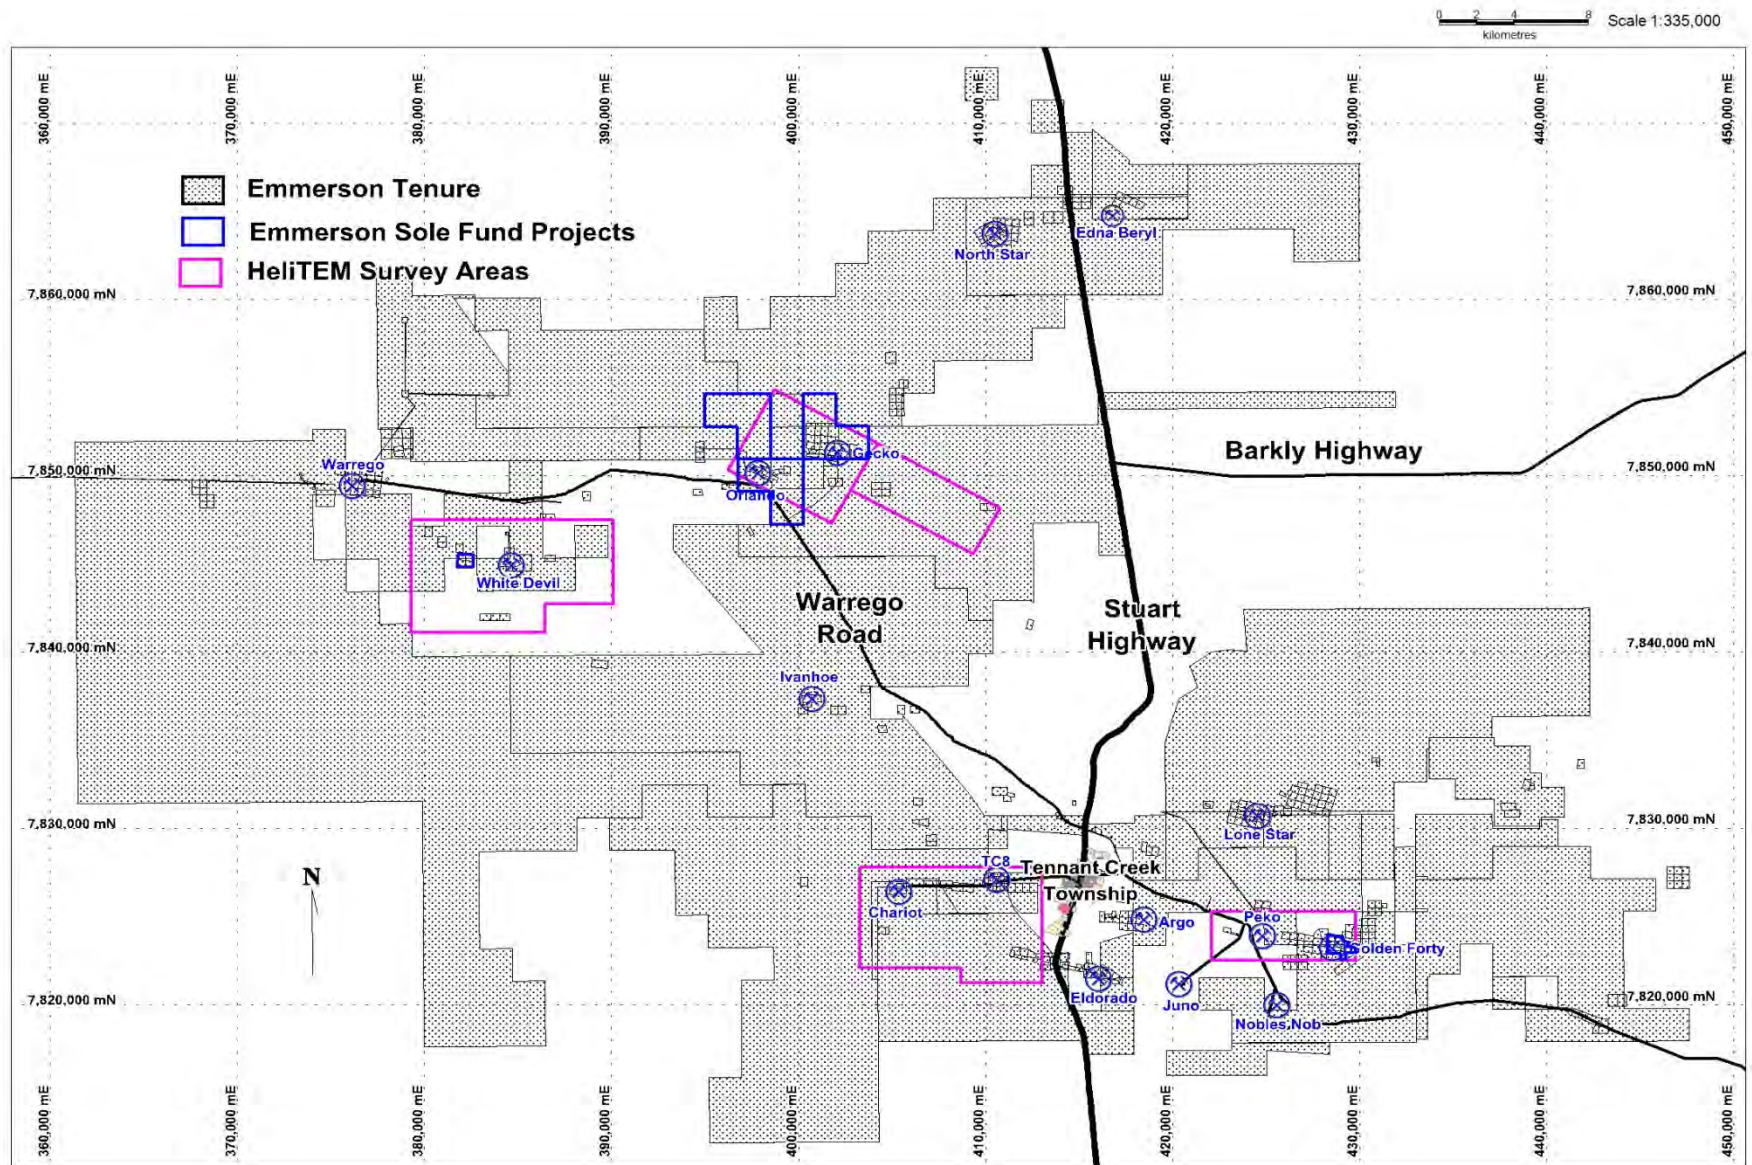 0 2 4 8 Scale 1:335,000
kilometres
360,000 mE 370,000 mE 380,000 mE 390,000 mE 400,000 mE 410,000 mE 420,000 mE 430,000 mE 440,000 mE 450,000 mE
Emmerson Tenure
Emmerson Sole Fund Projects
HeliTEM Survey Areas
Edna Beryl
North Star
7,860,000 mN 7,860,000 mN
Barkly Highway
Gecko
Warrego
7,850,000 mN 7,850,000 mN
Orlando
White Devil
Warrego
Road
Stuart
Highway
7,840,000 mN 7,840,000 mN
Ivanhoe
7,830,000 mN 7,830,000 mN
Lone Star
TC8
Tennant Creek
Township
N
Chariot
Peko
Argo
Golden Forty
Eldorado
Juno
7,820,000 mN 7,820,000 mN
Nobles Nob
360,000 mE 370,000 mE 380,000 mE 390,000 mE 400,000 mE 410,000 mE 420,000 mE 430,000 mE 440,000 mE 450,000 mE